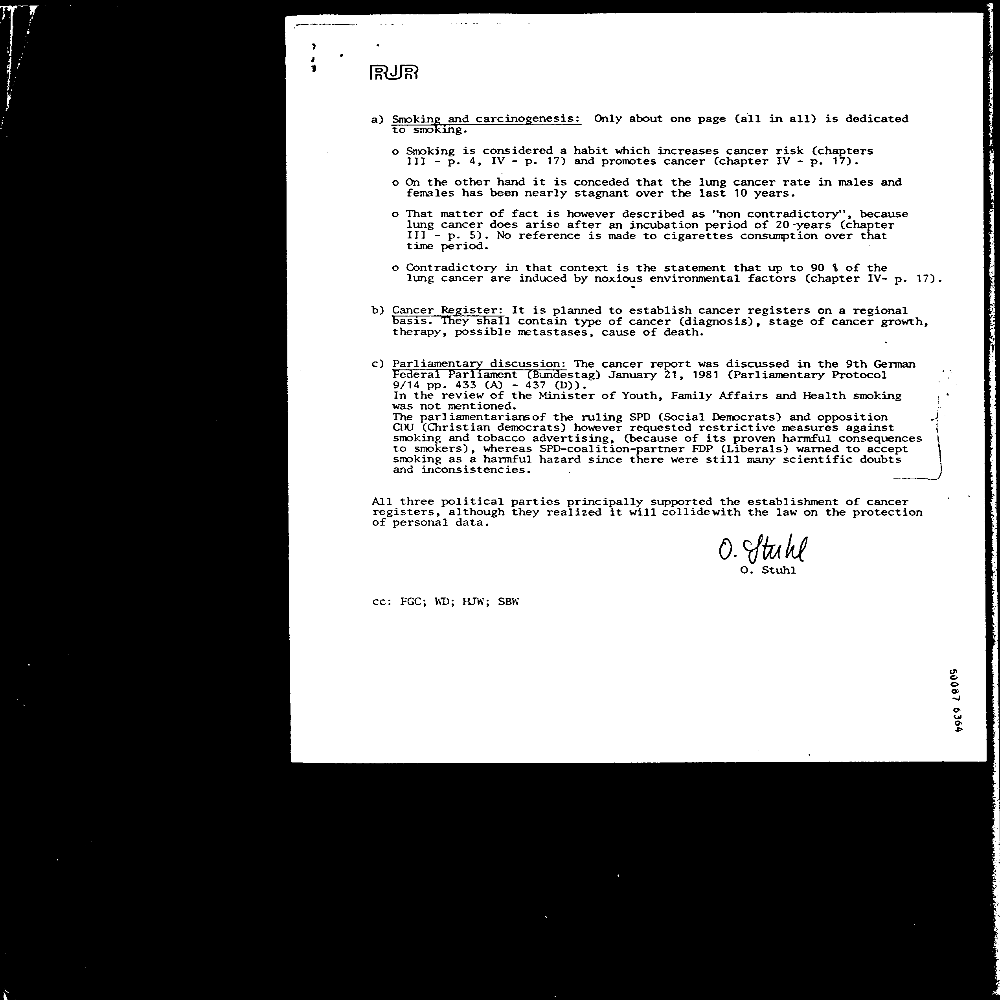 RJR
a) Smoking and carcinogenesis: Only about one page (all in all) is dedicated
to smoking.
o Smoking is considered a habit which increases cancer risk (chapters
III - p. 4, IV - p. 17) and promotes cancer (chapter IV - p. 17).
o On the other hand it is conceded that the lung cancer rate in males and
females has been nearly stagnant over the last 10 years.
o That matter of fact is however described as "non contradictory", because
lung cancer does arise after an incubation period of 20-years (chapter
III - p. 5). No reference is made to cigarettes consumption over that
time period.
o Contradictory in that context is the statement that up to 90 % of the
lung cancer are induced by noxious environmental factors (chapter IV- p. 17).
b) Cancer Register: It is planned to establish cancer registers on a regional
basis. They shall contain type of cancer (diagnosis), stage of cancer growth,
therapy, possible metastases, cause of death.
c) Parliamentary discussion: The cancer report was discussed in the 9th German
Federal Parliament (Bundestag) January 21, 1981 (Parliamentary Protocol
9/14 pp. 433 (A) - 437 (D)).
In the review of the Minister of Youth, Family Affairs and Health smoking
was not mentioned.
The parliamentarians of the ruling SPD (Social Democrats) and opposition
CDU (Christian democrats) however requested restrictive measures against
smoking and tobacco advertising, (because of its proven harmful consequences
to smokers), whereas SPD-coalition-partner FDP (Liberals) warned to accept
smoking as a harmful hazard since there were still many scientific doubts
and inconsistencies.
All three political parties principally supported the establishment of cancer
registers, although they realized it will collide with the law on the protection
of personal data.
O. Stuhl
O. Stuhl
cc: FGC; WD; HJW; SBW
50087 6364